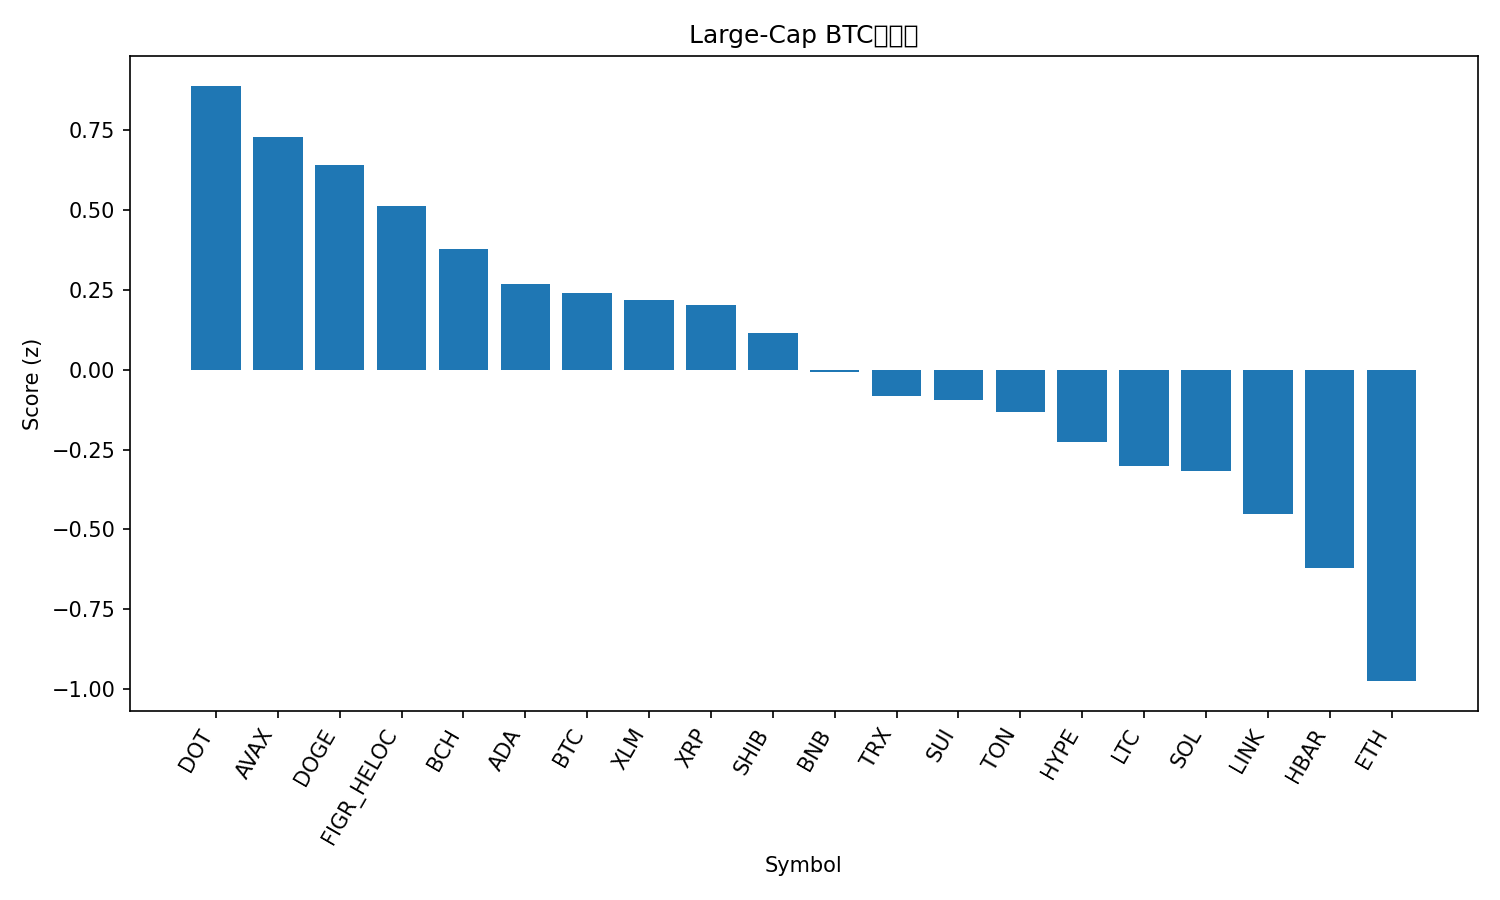 Large-Cap BTC
0.75
0.50
0.25
0.00
−0.25
−0.50
−0.75
−1.00
Score (z)
DOT
AVAX
DOGE
FIGR_HELOC
BCH
ADA
BTC
XLM
XRP
SHIB
BNB
TRX
SUI
TON
HYPE
LTC
SOL
LINK
HBAR
ETH
Symbol